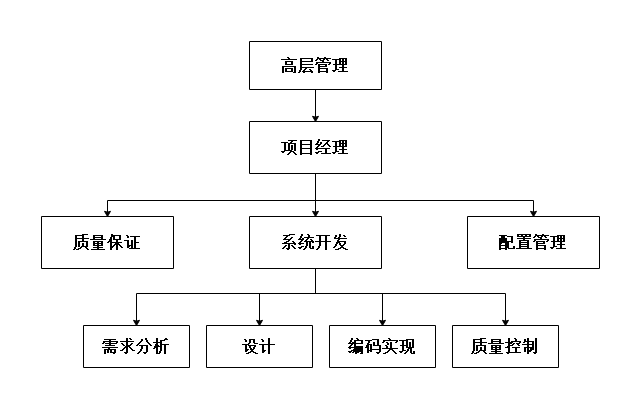 高层管理
项目经理
质量保证
系统开发
配置管理
需求分析
设计
编码实现
质量控制